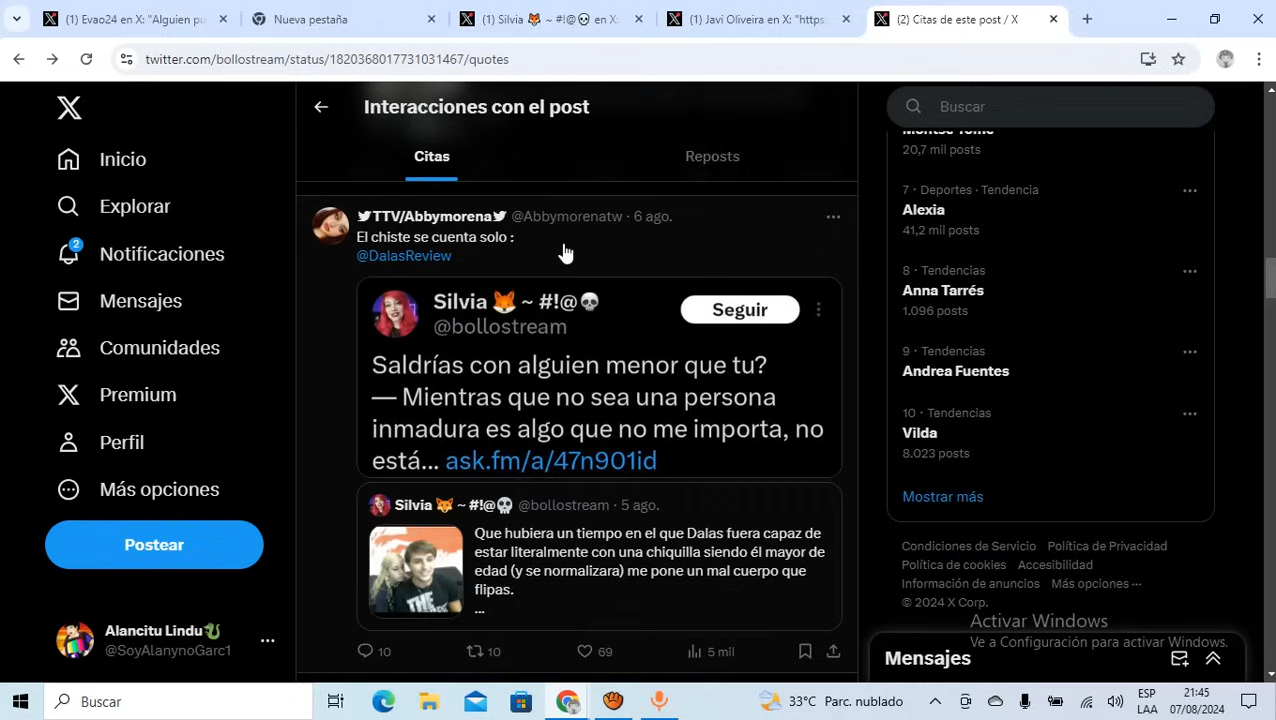 (1) Evao24 en X: "Alguien pu
Nueva pestaña
(1) Silvia 🦊 ~ #!@💀 en X:
(1) Javi Oliveira en X: "https:
(2) Citas de este post / X
twitter.com/bollostream/status/1820368017731031467/quotes
Inicio
Explorar
2
Notificaciones
Mensajes
Comunidades
Premium
Perfil
Más opciones
Postear
Alancitu Lindu🐉
@SoyAlanynoGarc1
Interacciones con el post
Citas
Reposts
TTV/Abbymorena @Abbymorenatw · 6 ago.
El chiste se cuenta solo :
@DalasReview
Silvia 🦊 ~ #!@💀
@bollostream
Seguir
Saldrías con alguien menor que tu?
— Mientras que no sea una persona
inmadura es algo que no me importa, no
está... ask.fm/a/47n901id
Silvia 🦊 ~ #!@💀 @bollostream · 5 ago.
Que hubiera un tiempo en el que Dalas fuera capaz de
estar literalmente con una chiquilla siendo él mayor de
edad (y se normalizara) me pone un mal cuerpo que
flipas.
...
THE
10
10
69
5 mil
Buscar
Montse Tomé
20,7 mil posts
7 · Deportes · Tendencia
Alexia
41,2 mil posts
8 · Tendencias
Anna Tarrés
1.096 posts
9 · Tendencias
Andrea Fuentes
10 · Tendencias
Vilda
8.023 posts
Mostrar más
Condiciones de Servicio Política de Privacidad
Política de cookies Accesibilidad
Información de anuncios Más opciones ···
© 2024 X Corp.
Activar Windows
Ve a Configuración para activar Windows.
Mensajes
Buscar
33°C Parc. nublado
ESP
LAA
21:45
07/08/2024